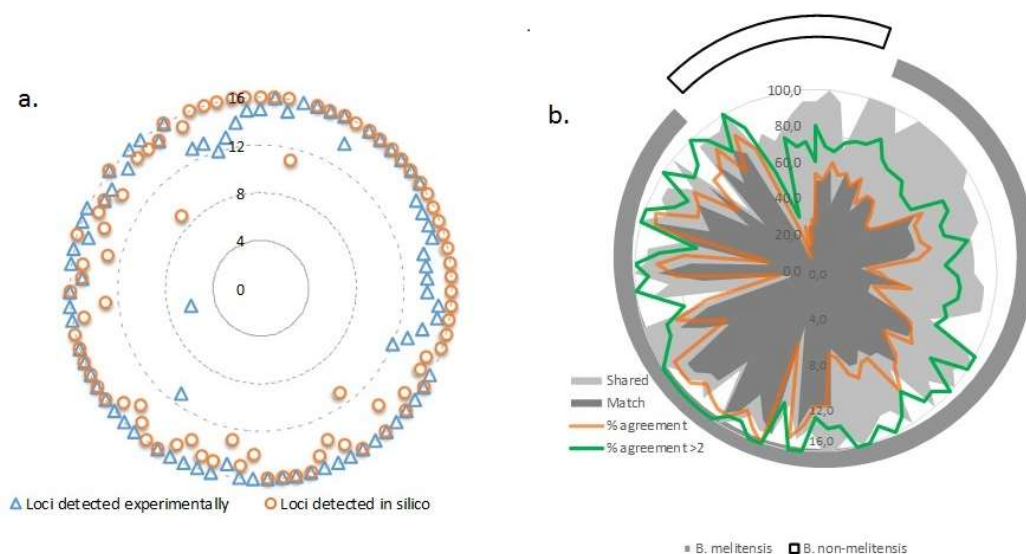 a.
16
12
8
4
0
Loci detected experimentally
Loci detected in silico
b.
100,0
80,0
60,0
40,0
20,0
0,0
0,0
4,0
8,0
12,0
16,0
Shared
Match
% agreement
% agreement >2
B. melitensis
B. non-melitensis